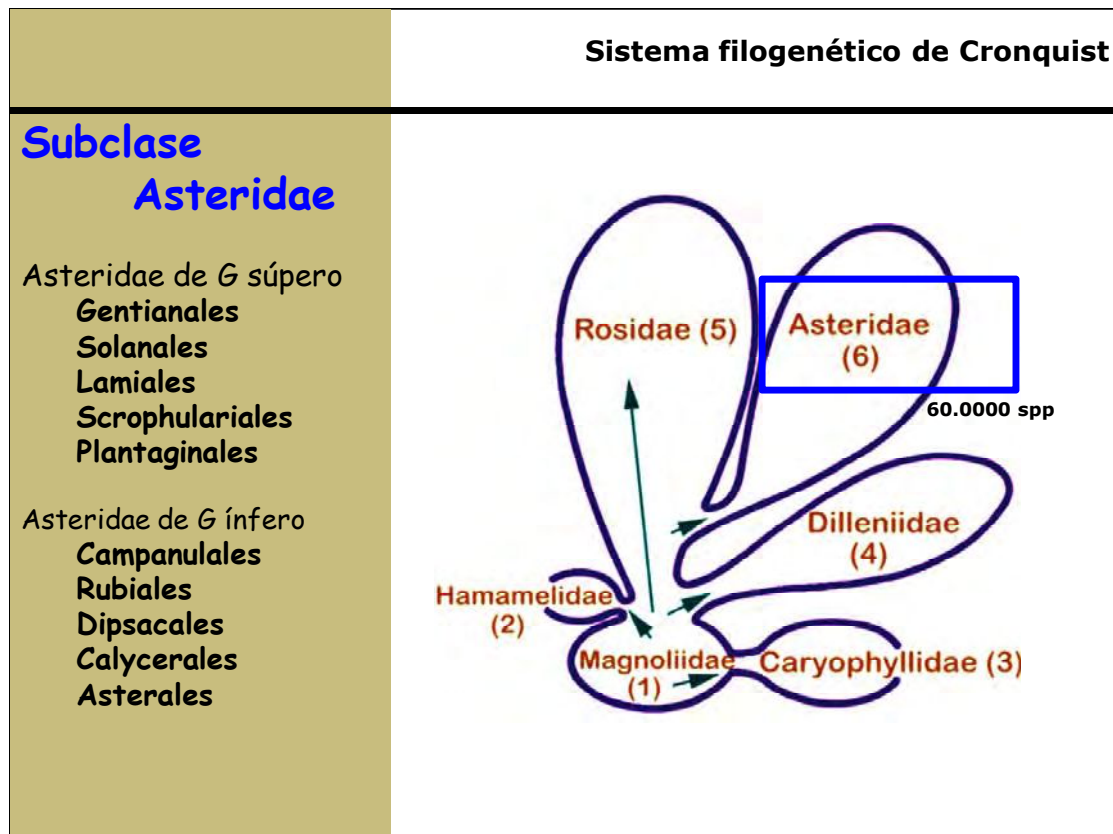 Sistema filogenético de Cronquist
Subclase
Asteridae
Asteridae de G súpero
Gentianales
Solanales
Lamiales
Scrophulariales
Plantaginales
Asteridae de G ínfero
Campanulales
Rubiales
Dipsacales
Calycerales
Asterales
Rosidae (5)
Asteridae
(6)
60.0000 spp
Dilleniidae
(4)
Hamamelidae
(2)
Magnoliidae
(1)
Caryophyllidae (3)